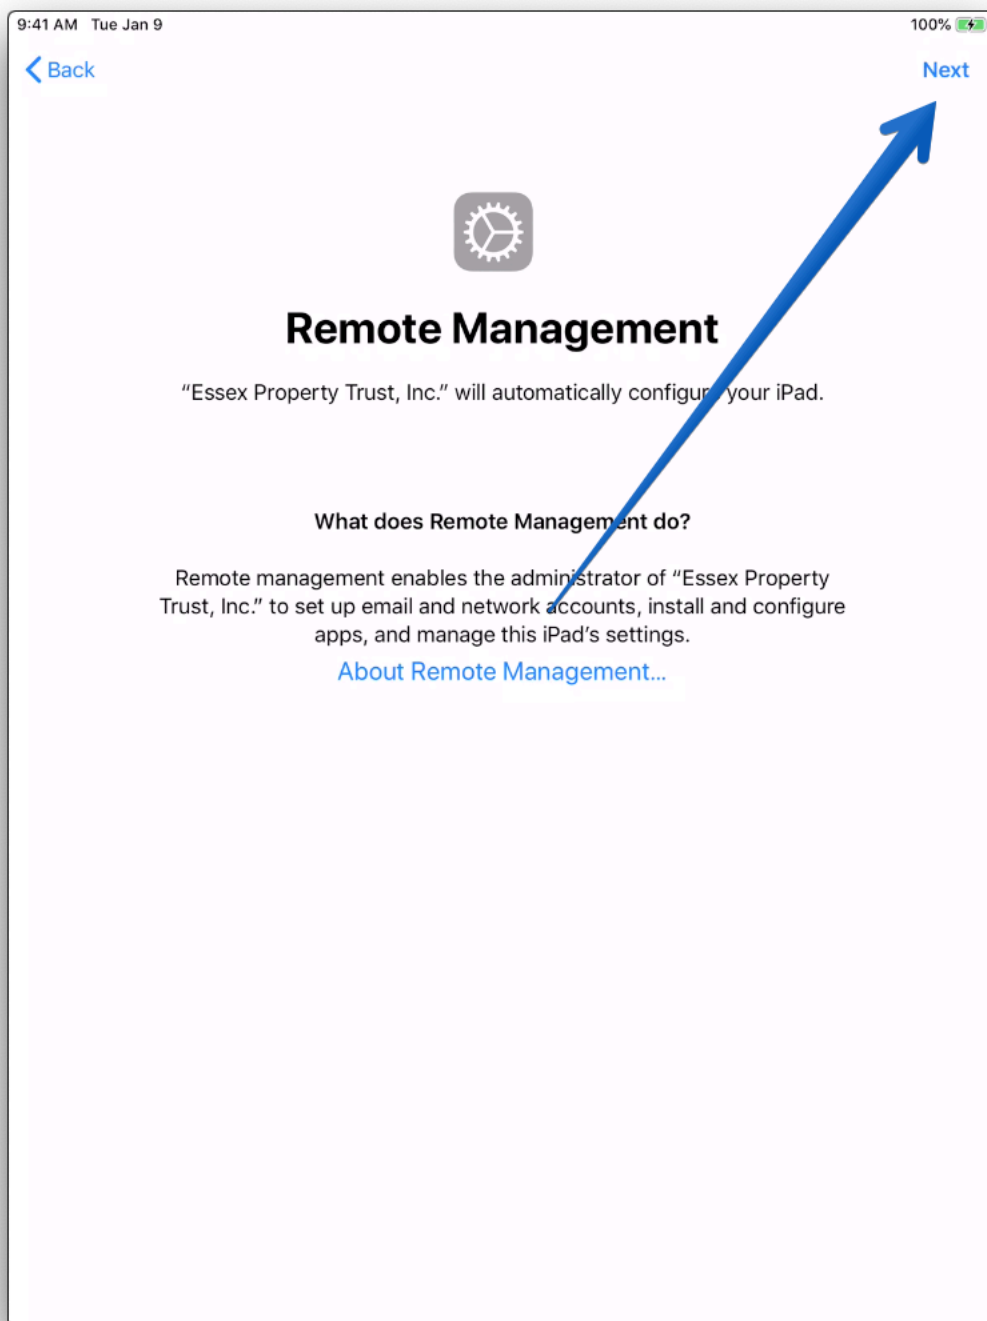 9:41 AM Tue Jan 9 100%
Back Next
Remote Management
“Essex Property Trust, Inc.” will automatically configure your iPad.
What does Remote Management do?
Remote management enables the administrator of “Essex Property
Trust, Inc.” to set up email and network accounts, install and configure
apps, and manage this iPad’s settings.
About Remote Management...